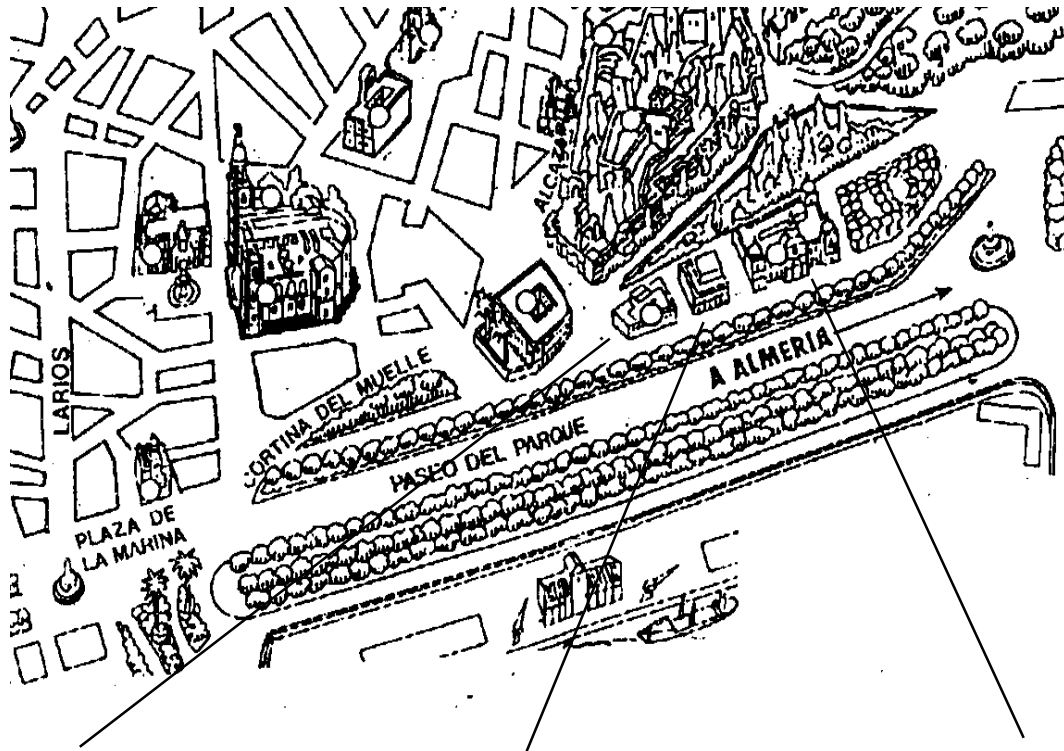 ALCAZABA
LARIOS
CORTINA DEL MUELLE
A ALMERIA
PASEO DEL PARQUE
PLAZA DE
LA MARINA